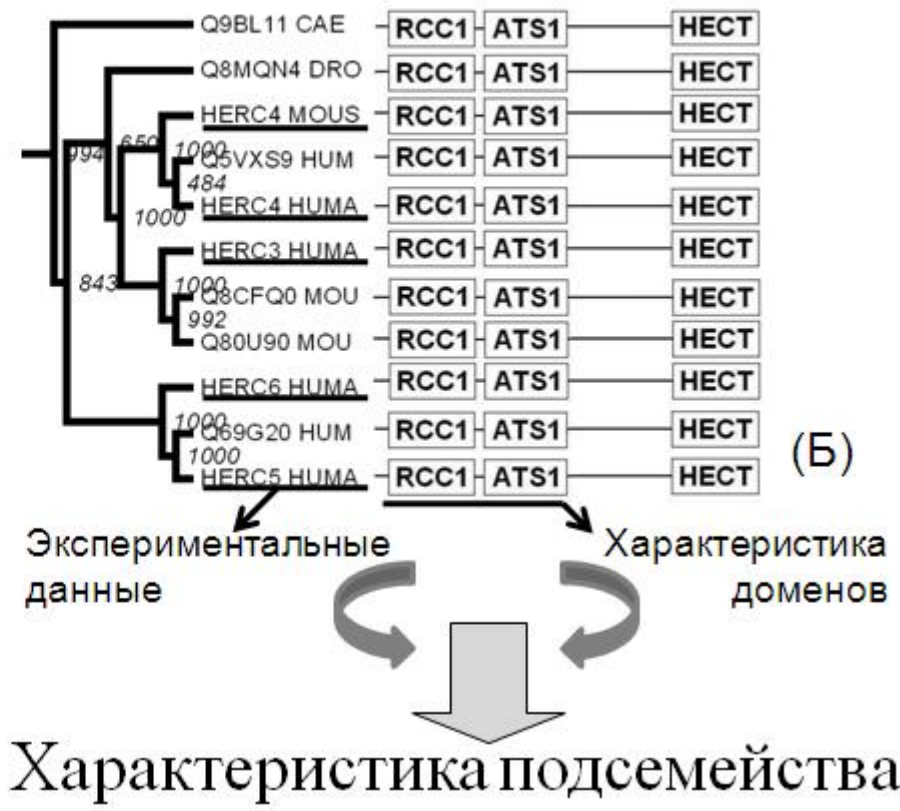 Q9BL11 CAE RCC1 ATS1 HECT
Q8MQN4 DRO RCC1 ATS1 HECT
HERC4 MOUS RCC1 ATS1 HECT
994 650 1000
Q5VXS9 HUM RCC1 ATS1 HECT
484
HERC4 HUMA RCC1 ATS1 HECT
1000
HERC3 HUMA RCC1 ATS1 HECT
843 1000
Q8CFQ0 MOU RCC1 ATS1 HECT
992
Q80U90 MOU RCC1 ATS1 HECT
HERC6 HUMA RCC1 ATS1 HECT
1000
Q69G20 HUM RCC1 ATS1 HECT
(Б)
1000
HERC5 HUMA RCC1 ATS1 HECT
Экспериментальные
данные
Характеристика
доменов
Характеристика подсемейства